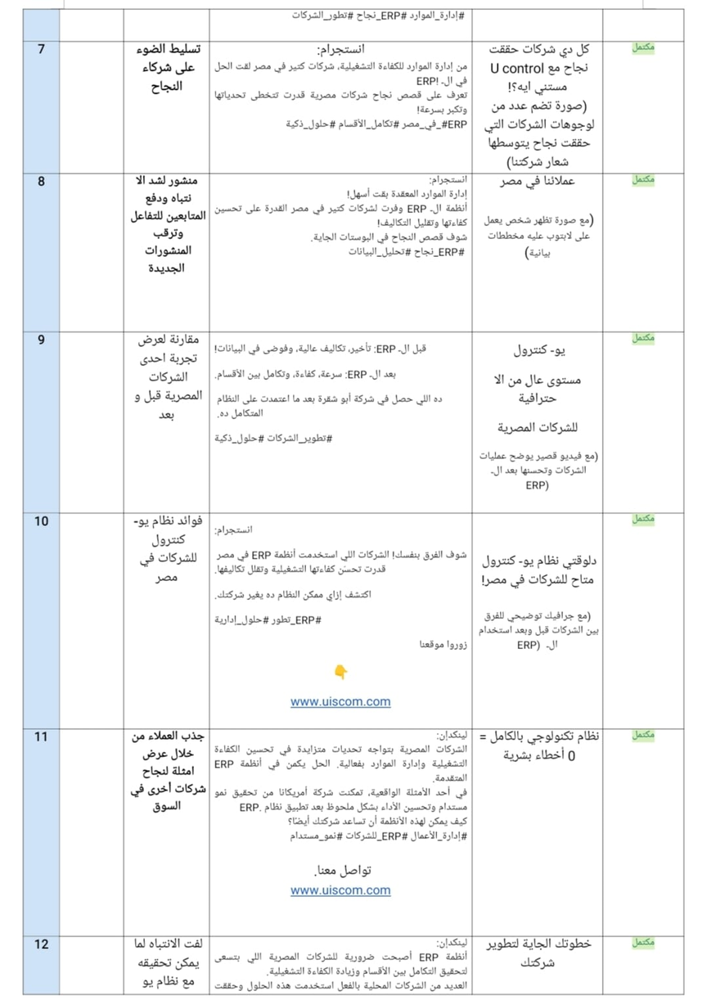 #إدارة_الموارد #ERP_نجاح #تطور_الشركات
7
تسليط الضوء
على شركاء
النجاح
انستجرام:
من إدارة الموارد للكفاءة التشغيلية، شركات كتير في مصر لقت الحل
في الـ ERP!
تعرف على قصص نجاح شركات مصرية قدرت تتخطى تحدياتها
وتكبر بسرعة!
#ERP_في_مصر #تكامل_الأقسام #حلول_ذكية
كل دي شركات حققت
نجاح مع U control
مستني ايه؟!
(صورة تضم عدد من
لوجوهات الشركات التي
حققت نجاح يتوسطها
شعار شركتنا)
مكتمل
8
منشور لشد الا
نتباه ودفع
المتابعين للتفاعل
وترقب
المنشورات
الجديدة
انستجرام:
إدارة الموارد المعقدة بقت أسهل!
أنظمة الـ ERP وفرت لشركات كتير في مصر القدرة على تحسين
كفاءتها وتقليل التكاليف!
شوف قصص النجاح في البوستات الجاية.
#ERP_نجاح #تحليل_البيانات
عملائنا في مصر
(مع صورة تظهر شخص يعمل
على لابتوب عليه مخططات
بيانية)
مكتمل
9
مقارنة لعرض
تجربة احدى
الشركات
المصرية قبل و
بعد
قبل الـ ERP: تأخير، تكاليف عالية، وفوضى في البيانات!
بعد الـ ERP: سرعة، كفاءة، وتكامل بين الأقسام.
ده اللي حصل في شركة أبو شقرة بعد ما اعتمدت على النظام
المتكامل ده.
#تطوير_الشركات #حلول_ذكية
يو- كنترول
مستوى عال من الا
حترافية
للشركات المصرية
(مع فيديو قصير يوضح عمليات
الشركات وتحسنها بعد الـ
ERP)
مكتمل
10
فوائد نظام يو-
كنترول
للشركات في
مصر
انستجرام:
شوف الفرق بنفسك! الشركات اللي استخدمت أنظمة ERP في مصر
قدرت تحسّن كفاءتها التشغيلية وتقلل تكاليفها.
اكتشف إزاي ممكن النظام ده يغير شركتك.
#ERP_تطور #حلول_إدارية
زوروا موقعنا
👇
www.uiscom.com
دلوقتي نظام يو- كنترول
متاح للشركات في مصر!
(مع جرافيك توضيحي للفرق
بين الشركات قبل وبعد استخدام
الـ ERP)
مكتمل
11
جذب العملاء من
خلال عرض
امثلة لنجاح
شركات أخرى في
السوق
لينكدإن:
الشركات المصرية بتواجه تحديات متزايدة في تحسين الكفاءة
التشغيلية وإدارة الموارد بفعالية. الحل يكمن في أنظمة ERP
المتقدمة.
في أحد الأمثلة الواقعية، تمكنت شركة أمريكانا من تحقيق نمو
مستدام وتحسين الأداء بشكل ملحوظ بعد تطبيق نظام ERP.
كيف يمكن لهذه الأنظمة أن تساعد شركتك أيضًا؟
#إدارة_الأعمال #ERP_للشركات #نمو_مستدام
تواصل معنا.
www.uiscom.com
نظام تكنولوجي بالكامل =
0 أخطاء بشرية
مكتمل
12
لفت الانتباه لما
يمكن تحقيقه
مع نظام يو
لينكدإن:
أنظمة ERP أصبحت ضرورية للشركات المصرية اللي بتسعى
لتحقيق التكامل بين الأقسام وزيادة الكفاءة التشغيلية.
العديد من الشركات المحلية بالفعل استخدمت هذه الحلول وحققت
خطوتك الجاية لتطوير
شركتك
مكتمل